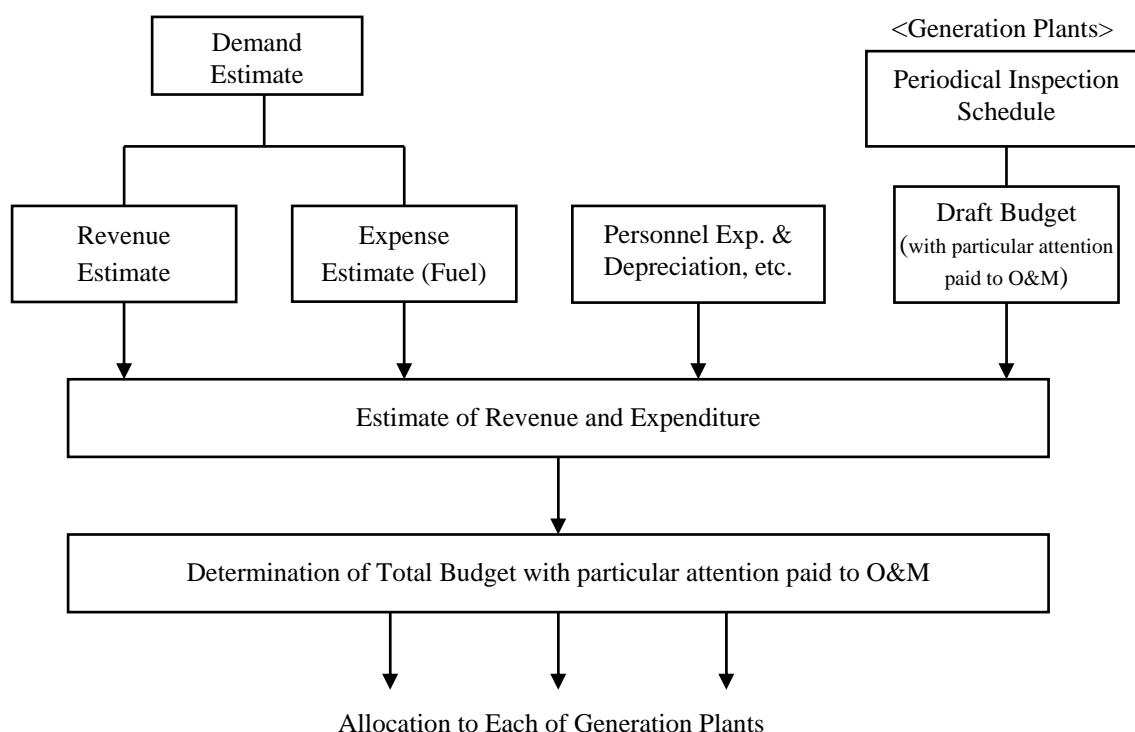 Demand
Estimate
<Generation Plants>
Periodical Inspection
Schedule
Revenue
Estimate
Expense
Estimate (Fuel)
Personnel Exp. &
Depreciation, etc.
Draft Budget
(with particular attention
paid to O&M)
Estimate of Revenue and Expenditure
Determination of Total Budget with particular attention paid to O&M
Allocation to Each of Generation Plants